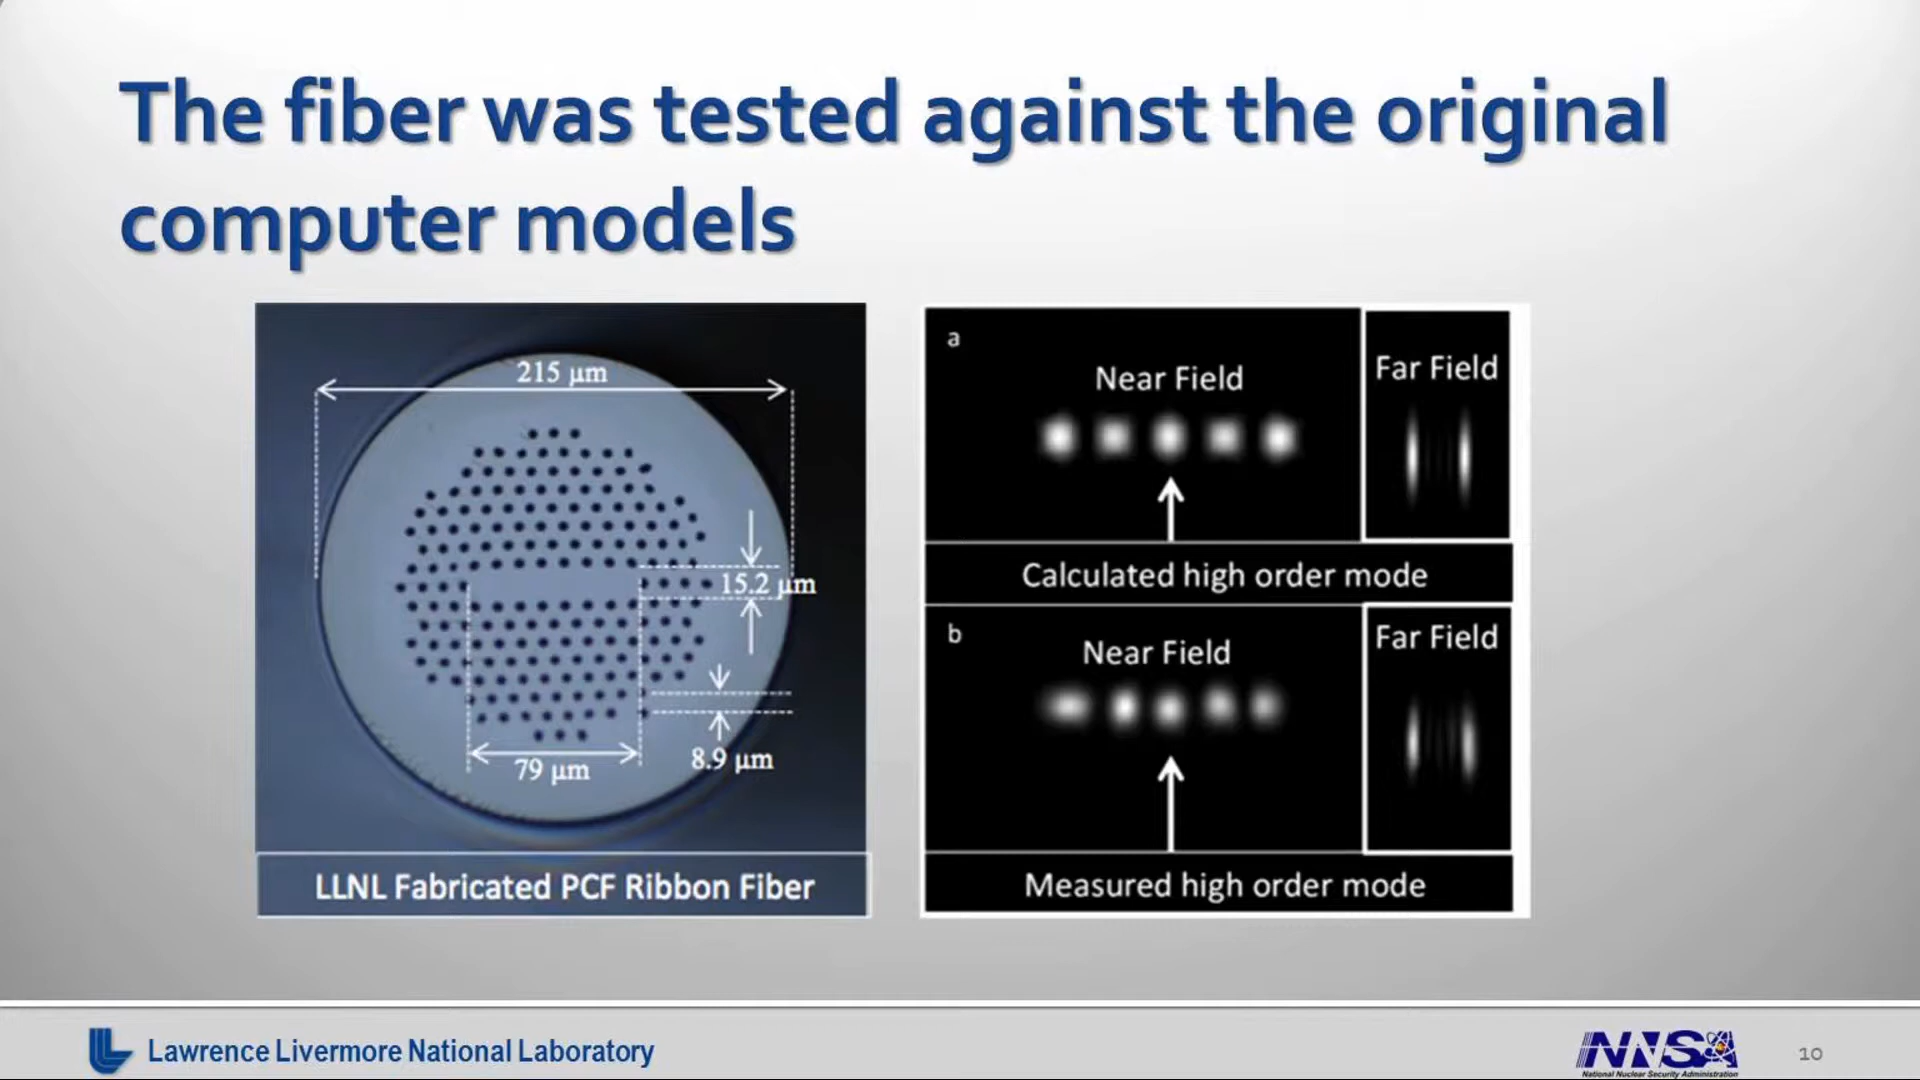 The fiber was tested against the original
computer models
215 μm
15.2 μm
79 μm
8.9 μm
LLNL Fabricated PCF Ribbon Fiber
a
Near Field
Far Field
Calculated high order mode
b
Near Field
Far Field
Measured high order mode
Lawrence Livermore National Laboratory
NNSA
National Nuclear Security Administration
10